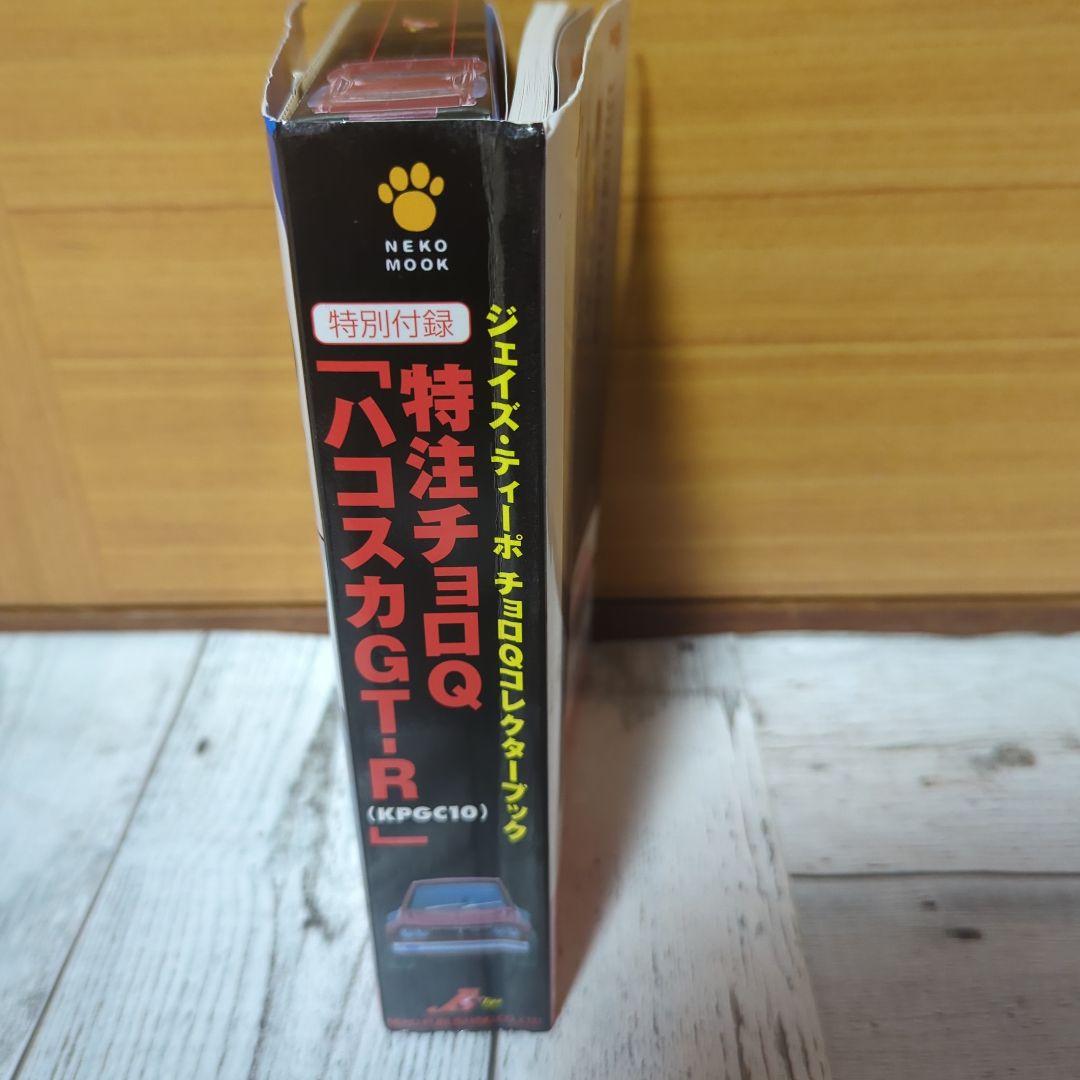 NEKO
MOOK
ジェイズ・ティーポ チョロQコレクターブック
特別付録
特注チョロQ
「ハコスカGT-R」
(KPGC10)